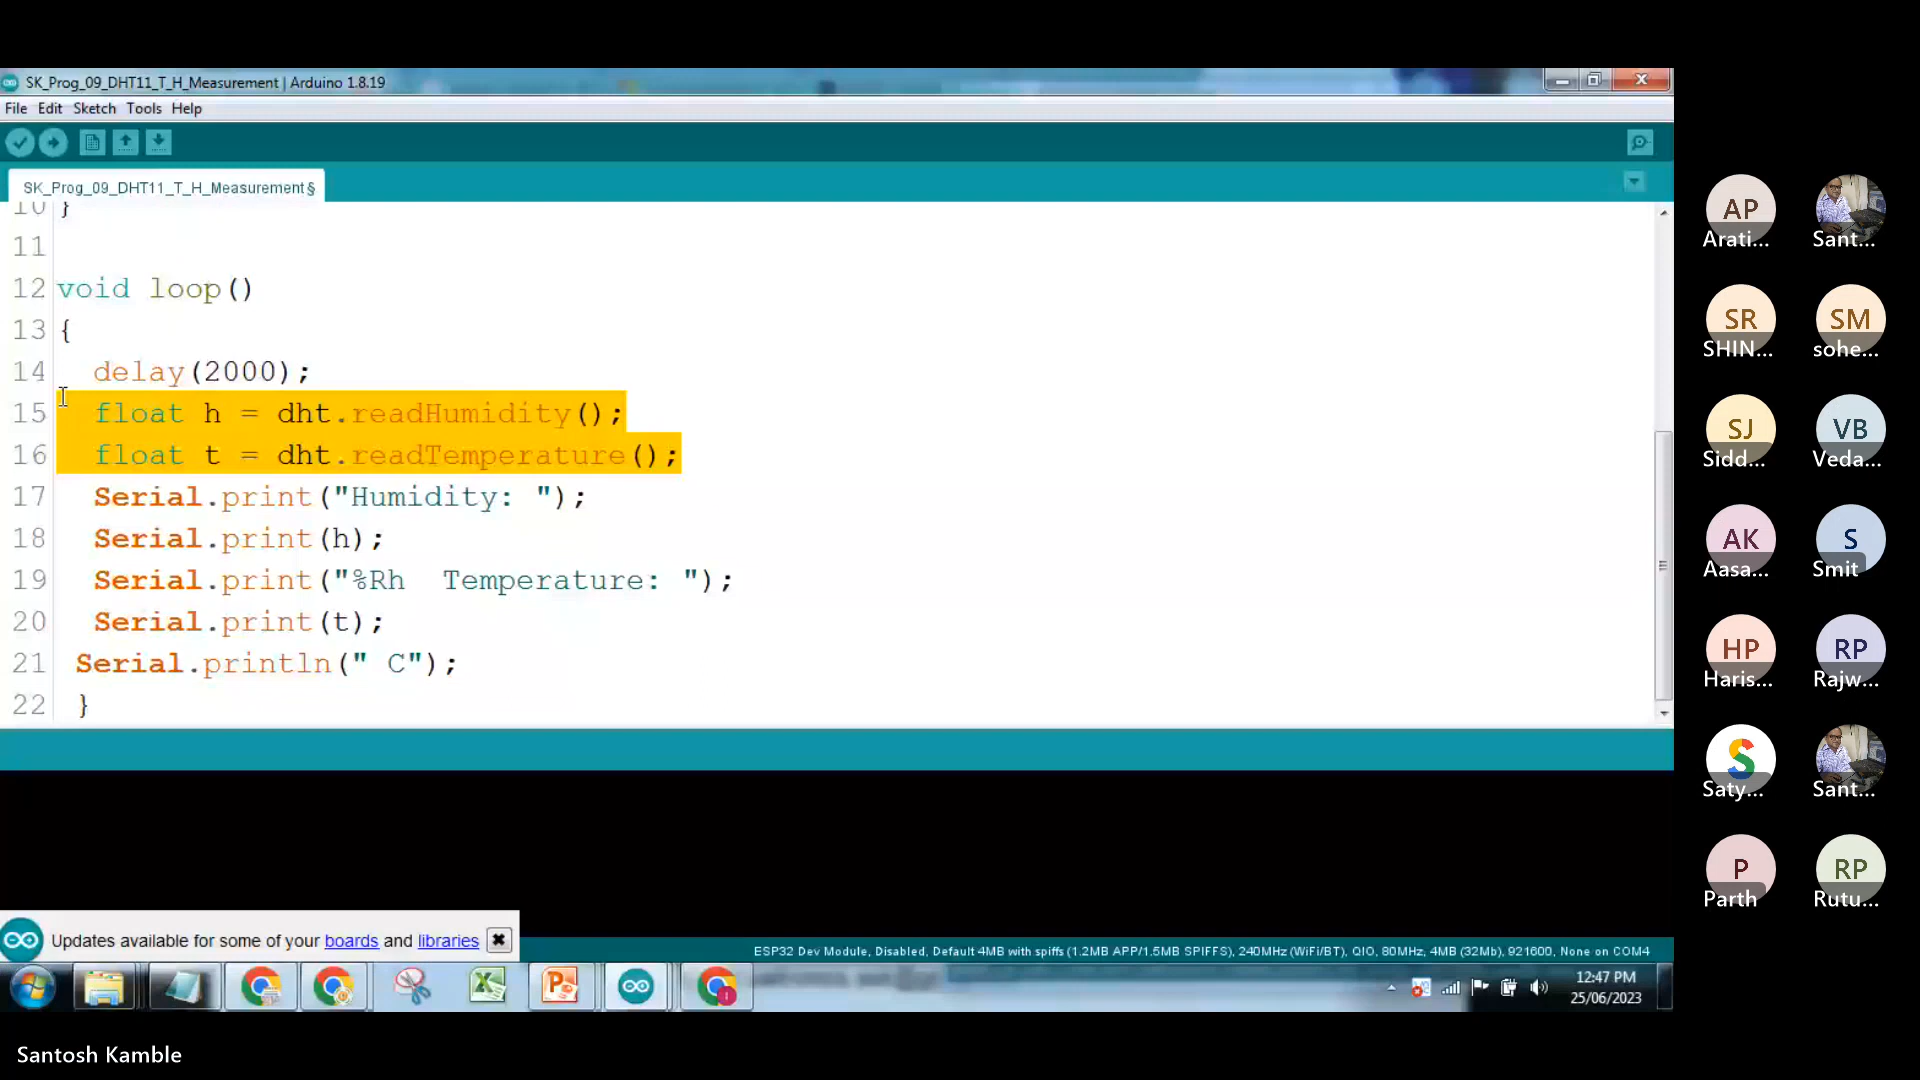 SK_Prog_09_DHT11_T_H_Measurement | Arduino 1.8.19
File Edit Sketch Tools Help
SK_Prog_09_DHT11_T_H_Measurement §
10 }
11
12 void loop()
13 {
14 delay(2000);
15 float h = dht.readHumidity();
16 float t = dht.readTemperature();
17 Serial.print("Humidity: ");
18 Serial.print(h);
19 Serial.print("%Rh  Temperature: ");
20 Serial.print(t);
21 Serial.println(" C");
22 }
Updates available for some of your boards and libraries
ESP32 Dev Module, Disabled, Default 4MB with spiffs (1.2MB APP/1.5MB SPIFFS), 240MHz (WiFi/BT), QIO, 80MHz, 4MB (32Mb), 921600, None on COM4
12:47 PM
25/06/2023
Santosh Kamble
AP
Arati...
Sant...
SR
SHIN...
SM
sohe...
SJ
Sidd...
VB
Veda...
AK
Aasa...
S
Smit
HP
Haris...
RP
Rajw...
Saty...
Sant...
P
Parth
RP
Rutu...